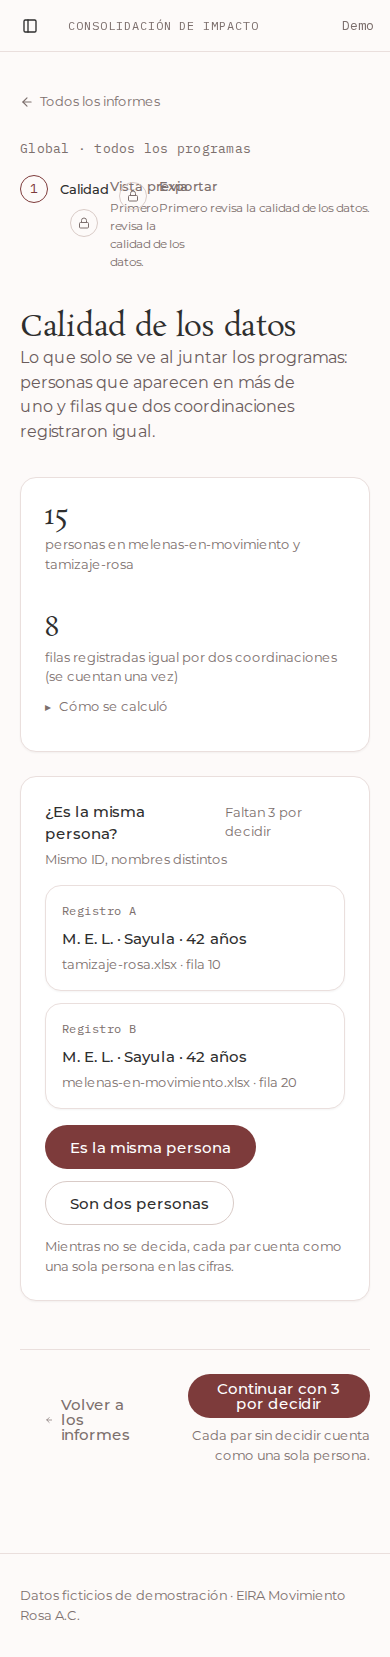 CONSOLIDACIÓN DE IMPACTO
Demo
← Todos los informes
Global · todos los programas
1 Calidad
Vista previa
Primero
revisa la
calidad de los
datos.
Exportar
Primero revisa la calidad de los datos.
Calidad de los datos
Lo que solo se ve al juntar los programas:
personas que aparecen en más de
uno y filas que dos coordinaciones
registraron igual.
15
personas en melenas-en-movimiento y
tamizaje-rosa
8
filas registradas igual por dos coordinaciones
(se cuentan una vez)
▸ Cómo se calculó
¿Es la misma
persona?
Faltan 3 por
decidir
Mismo ID, nombres distintos
Registro A
M. E. L. · Sayula · 42 años
tamizaje-rosa.xlsx · fila 10
Registro B
M. E. L. · Sayula · 42 años
melenas-en-movimiento.xlsx · fila 20
Es la misma persona
Son dos personas
Mientras no se decida, cada par cuenta como
una sola persona en las cifras.
← Volver a
los
informes
Continuar con 3
por decidir
Cada par sin decidir cuenta
como una sola persona.
Datos ficticios de demostración · EIRA Movimiento
Rosa A.C.